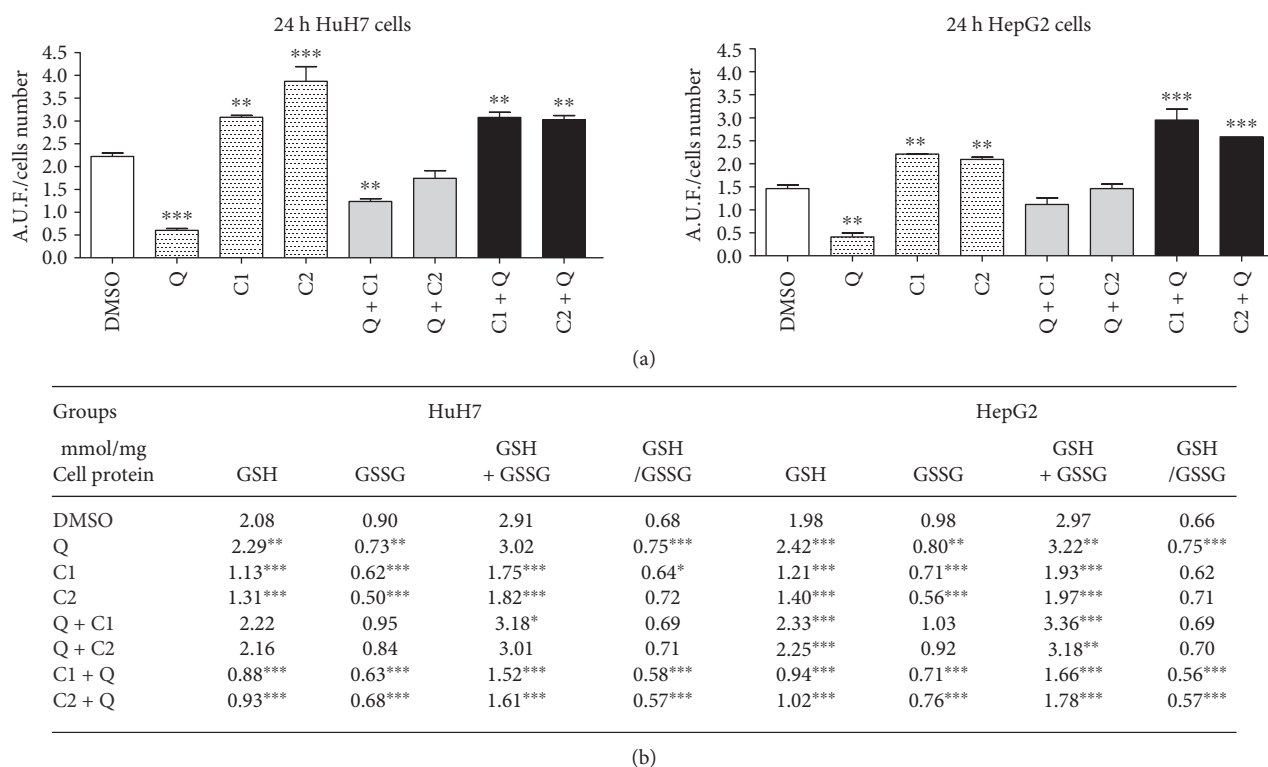 24 h HuH7 cells
A.U.F./cells number
4.5
4.0
3.5
3.0
2.5
2.0
1.5
1.0
0.5
0.0
***
**
***
**
**
**
DMSO
Q
C1
C2
Q + C1
Q + C2
C1 + Q
C2 + Q
24 h HepG2 cells
A.U.F./cells number
4.5
4.0
3.5
3.0
2.5
2.0
1.5
1.0
0.5
0.0
**
**
**
***
***
DMSO
Q
C1
C2
Q + C1
Q + C2
C1 + Q
C2 + Q
(a)
Groups HuH7 HepG2
mmol/mg GSH GSH GSH GSH
Cell protein GSH GSSG + GSSG /GSSG GSH GSSG + GSSG /GSSG
DMSO 2.08 0.90 2.91 0.68 1.98 0.98 2.97 0.66
Q 2.29** 0.73** 3.02 0.75*** 2.42*** 0.80** 3.22** 0.75***
C1 1.13*** 0.62*** 1.75*** 0.64* 1.21*** 0.71*** 1.93*** 0.62
C2 1.31*** 0.50*** 1.82*** 0.72 1.40*** 0.56*** 1.97*** 0.71
Q + C1 2.22 0.95 3.18* 0.69 2.33*** 1.03 3.36*** 0.69
Q + C2 2.16 0.84 3.01 0.71 2.25*** 0.92 3.18** 0.70
C1 + Q 0.88*** 0.63*** 1.52*** 0.58*** 0.94*** 0.71*** 1.66*** 0.56***
C2 + Q 0.93*** 0.68*** 1.61*** 0.57*** 1.02*** 0.76*** 1.78*** 0.57***
(b)